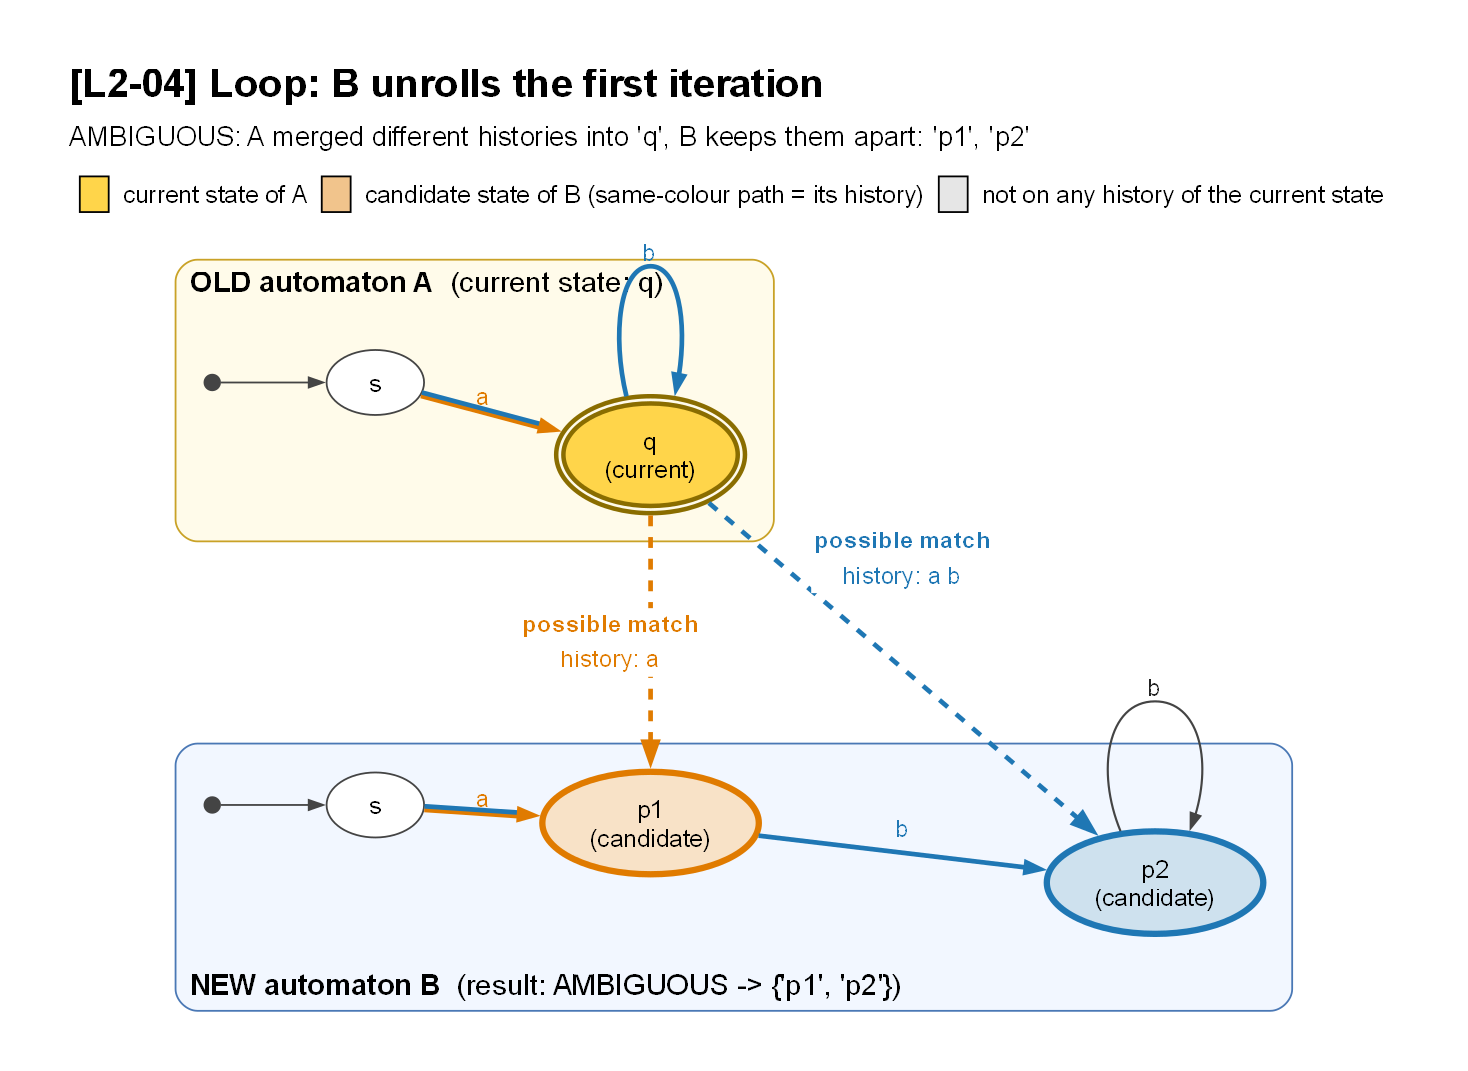 [L2-04] Loop: B unrolls the first iteration
AMBIGUOUS: A merged different histories into 'q', B keeps them apart: 'p1', 'p2'
current state of A
candidate state of B (same-colour path = its history)
not on any history of the current state
b
OLD automaton A (current state: q)
s
a
q
(current)
possible match
history: a b
possible match
history: a
b
s
a
p1
(candidate)
b
p2
(candidate)
NEW automaton B (result: AMBIGUOUS -> {'p1', 'p2'})